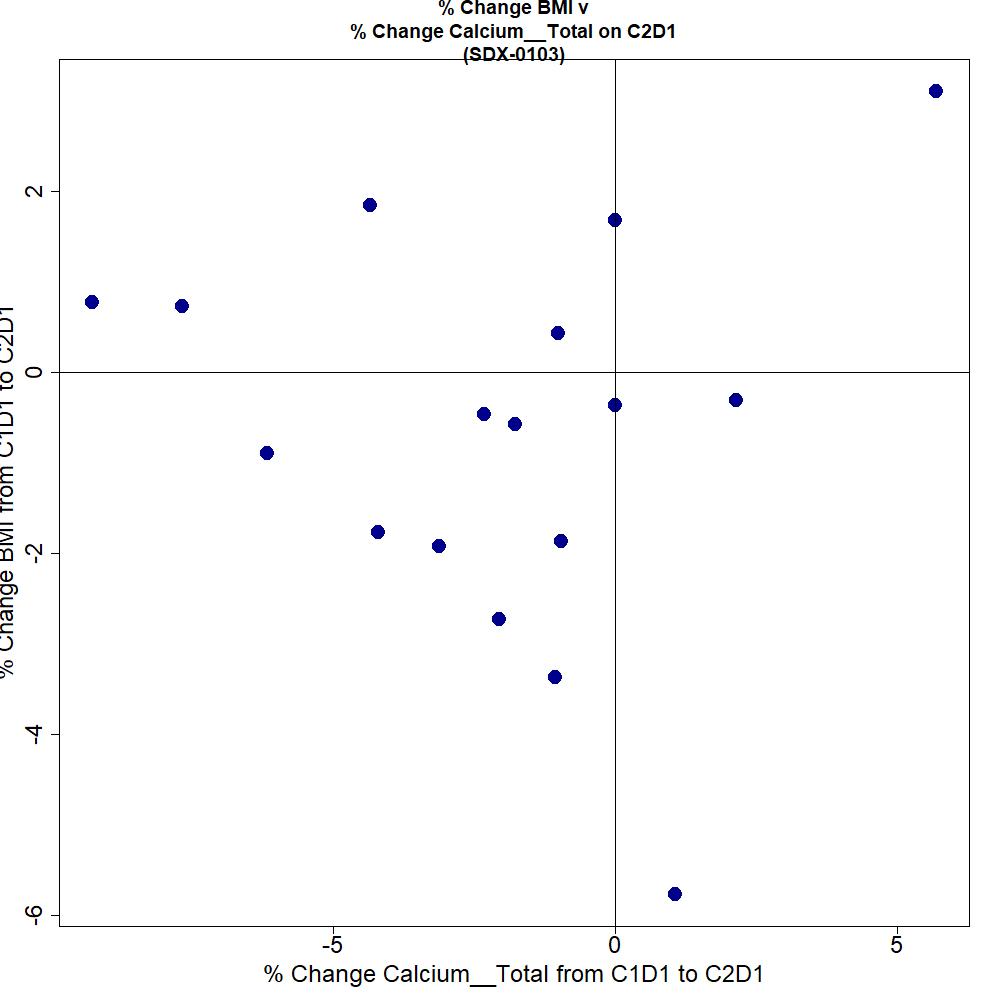 % Change BMI v
% Change Calcium__Total on C2D1
(SDX-0103)
% Change BMI from C1D1 to C2D1
2
0
-2
-4
-6
-5
0
5
% Change Calcium__Total from C1D1 to C2D1